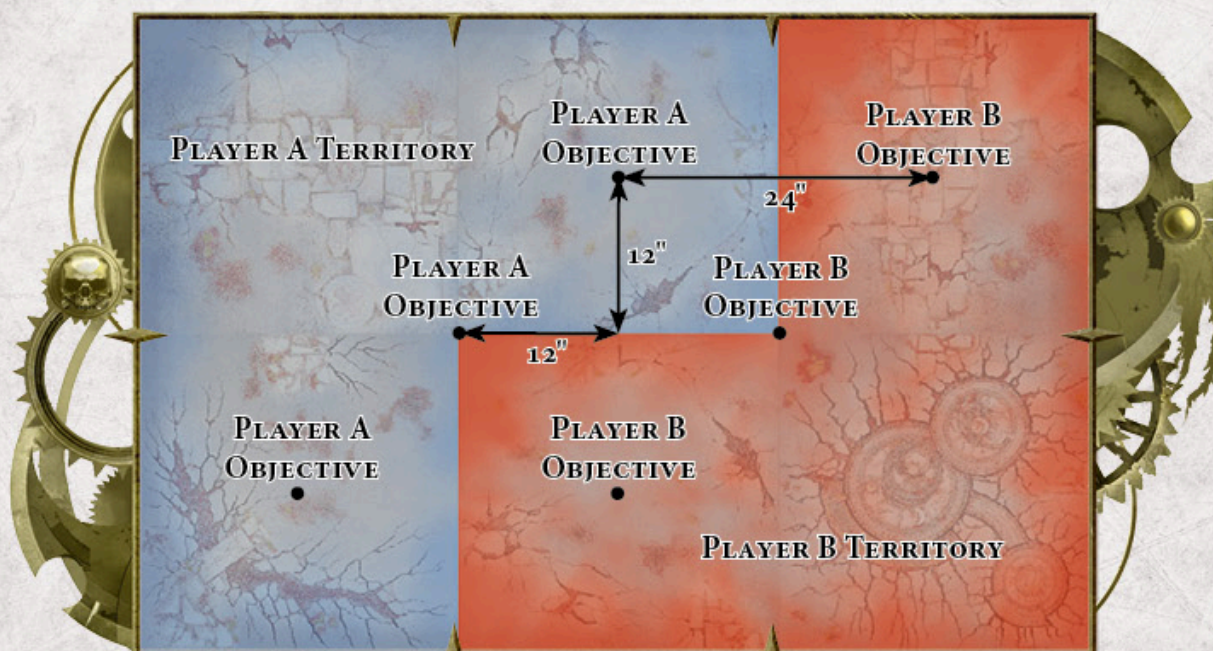 Player A
Objective
Player B
Objective
Player A Territory
24"
12"
Player A
Objective
Player B
Objective
12"
Player A
Objective
Player B
Objective
Player B Territory